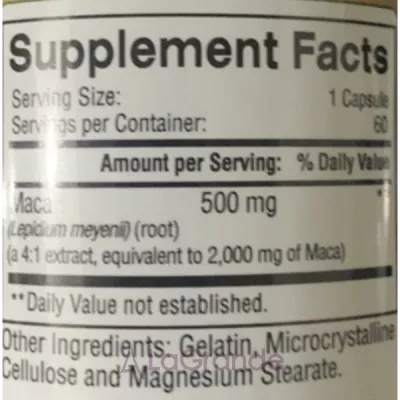 Supplement Facts
Serving Size: 1 Capsule
Servings per Container: 60
Amount per Serving: % Daily Value
Maca 500 mg **
(Lepidium meyenii) (root)
(a 4:1 extract, equivalent to 2,000 mg of Maca)
**Daily Value not established.
Other Ingredients: Gelatin, Microcrystalline
Cellulose and Magnesium Stearate.
LaGrande